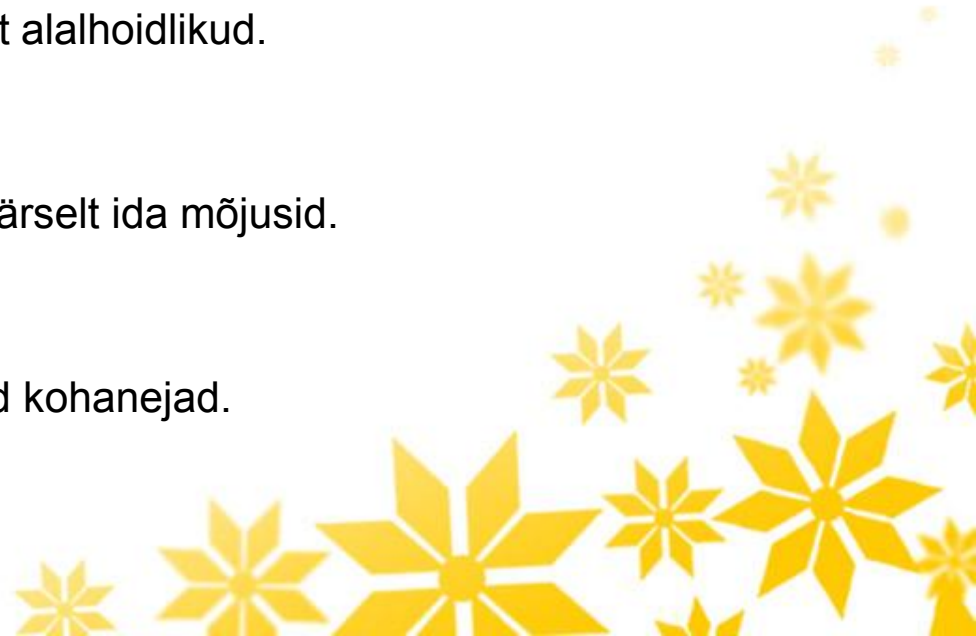 t alalhoidlikud.
ärselt ida mõjusid.
d kohanejad.